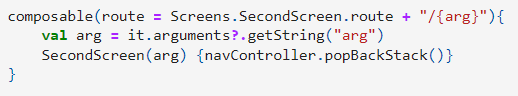 composable(route = Screens.SecondScreen.route + "/{arg}"){
    val arg = it.arguments?.getString("arg")
    SecondScreen(arg) {navController.popBackStack()}
}